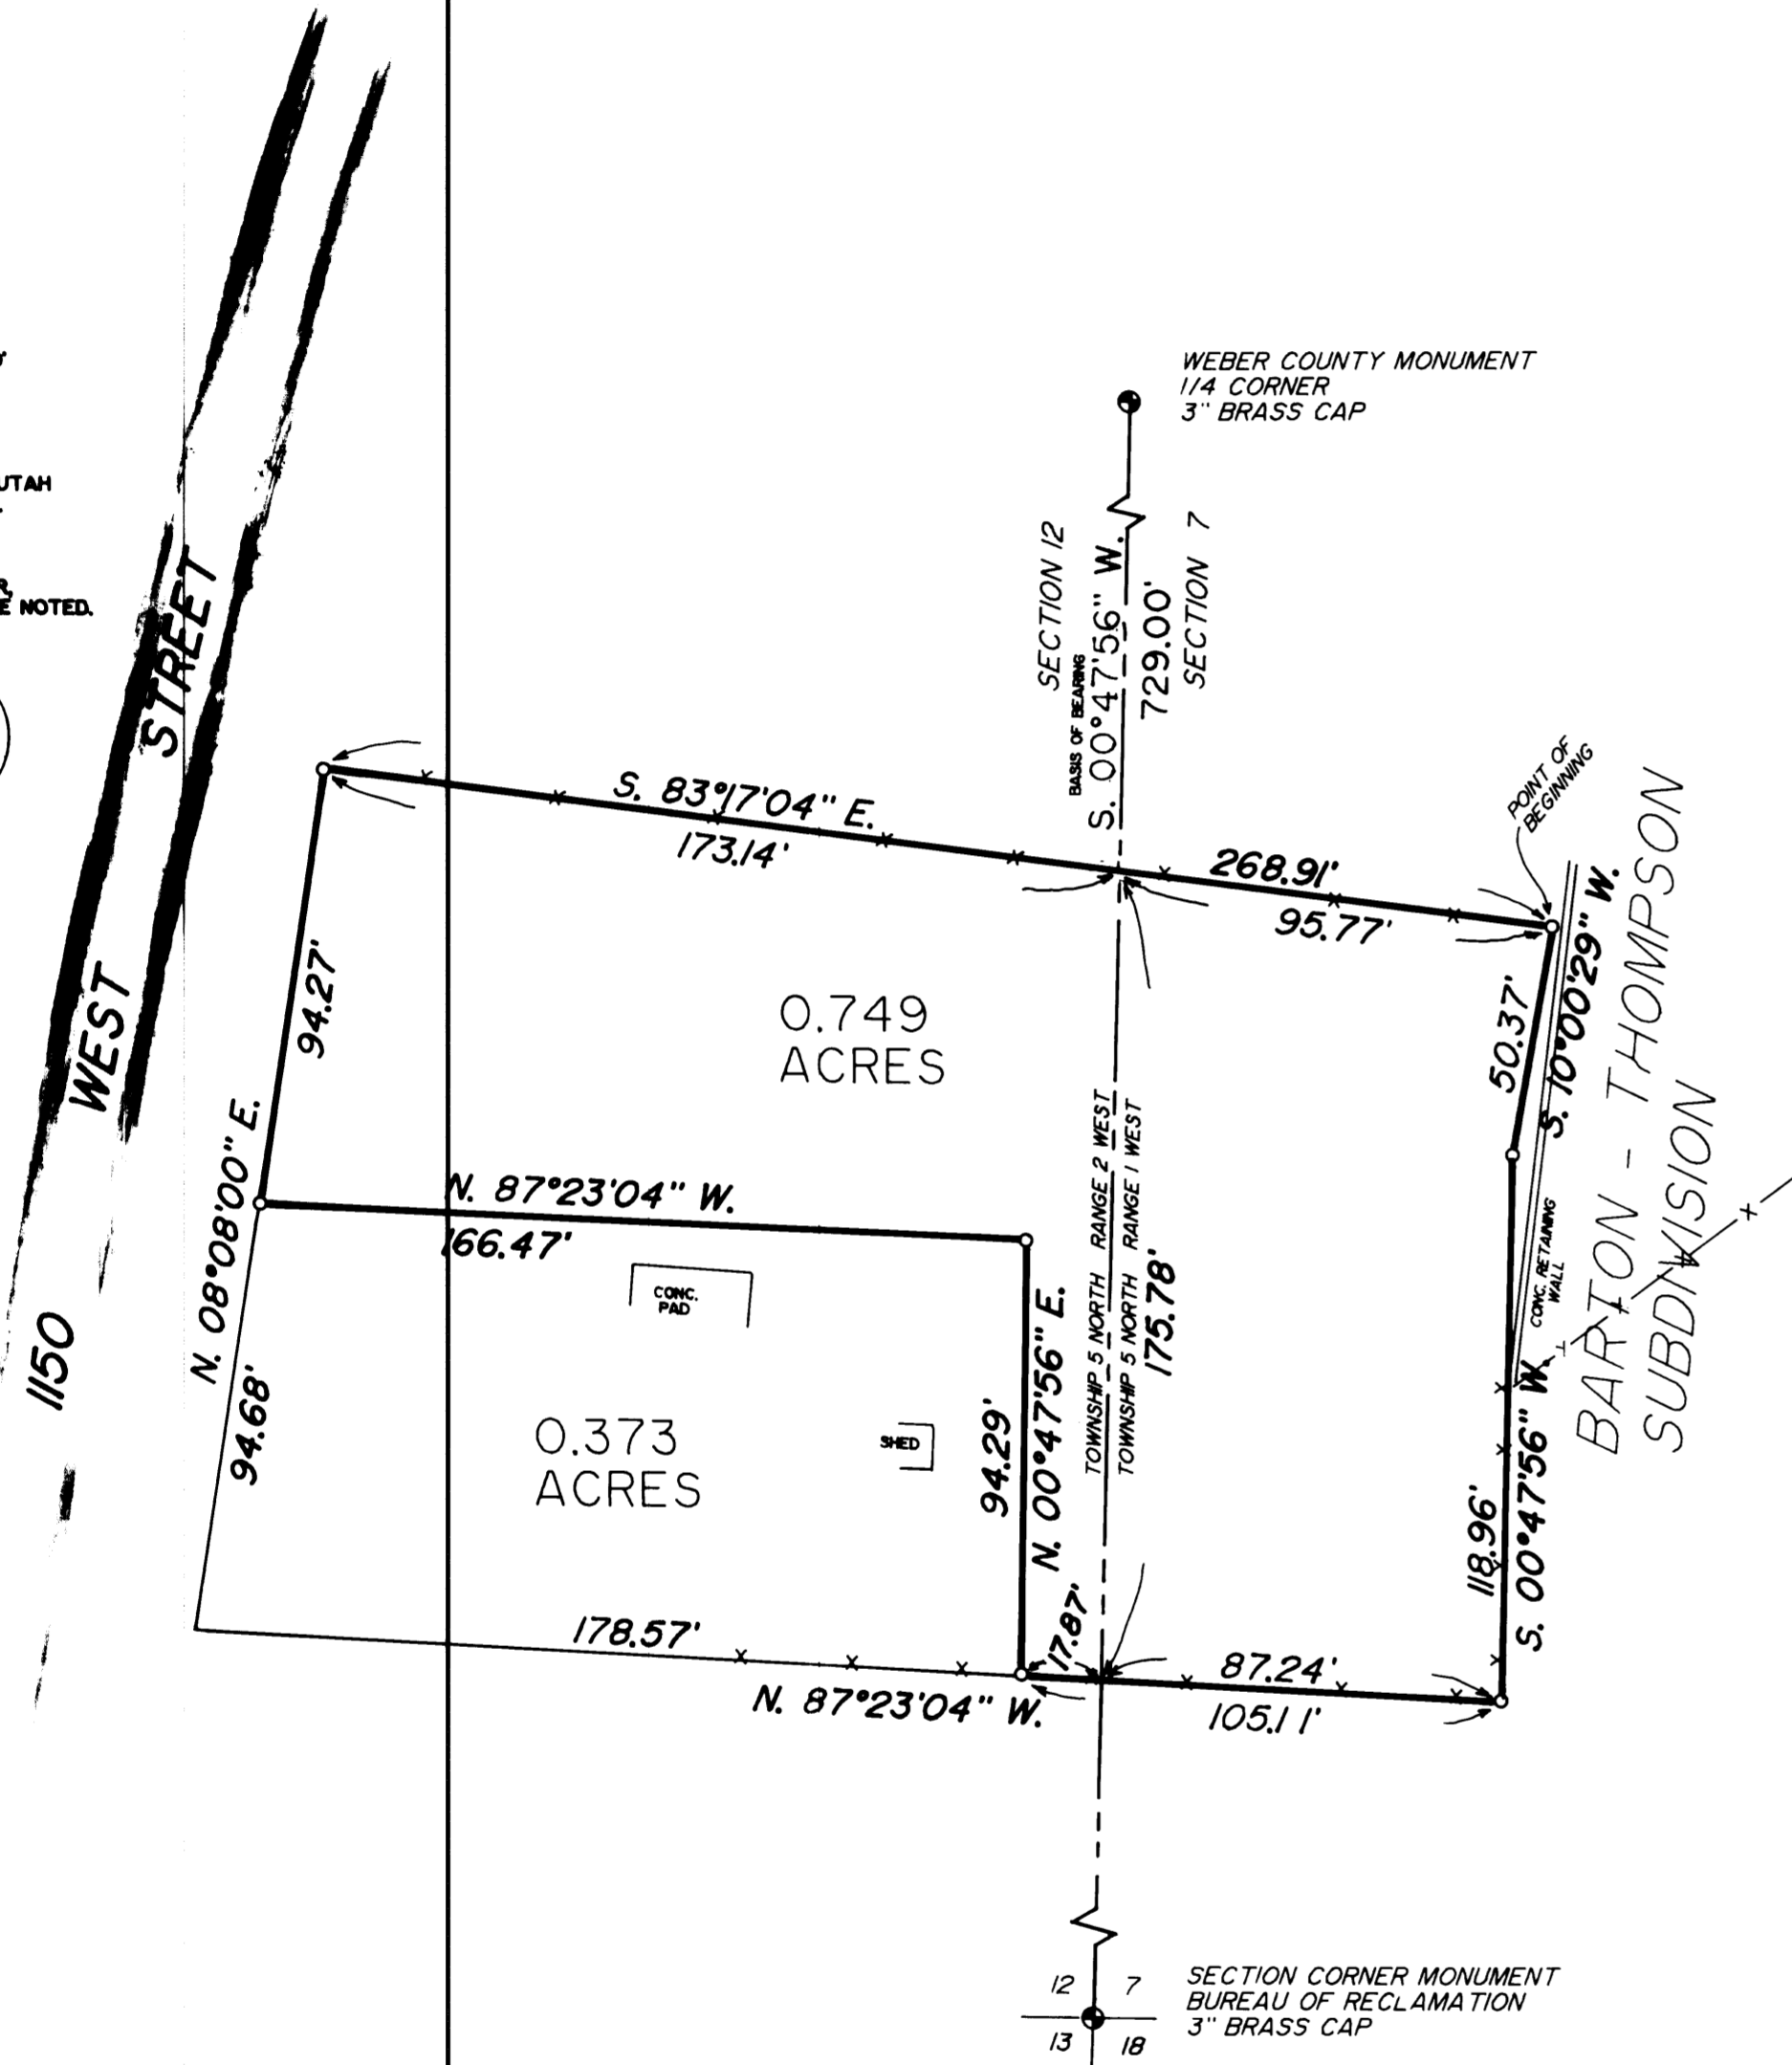 UTAH
NOTED.
WEBER COUNTY MONUMENT
1/4 CORNER
3" BRASS CAP
SECTION 12
BASIS OF BEARING
S. 00°47'56" W.
729.00'
SECTION 7
1150 WEST STREET
S. 83°17'04" E.
173.14'
268.91'
95.77'
POINT OF
BEGINNING
94.27'
0.749
ACRES
50.37'
S. 10°00'29" W.
BARTON - THOMPSON
SUBDIVISION
N. 08°08'00" E.
N. 87°23'04" W.
166.47'
CONC.
PAD
TOWNSHIP 5 NORTH RANGE 2 WEST
TOWNSHIP 5 NORTH RANGE 1 WEST
175.78'
CONC. RETAINING
WALL
94.68'
0.373
ACRES
SHED
94.29'
N. 00°47'56" E.
118.96'
S. 00°47'56" W.
178.57'
17.87'
87.24'
N. 87°23'04" W.
105.11'
12 7
13 18
SECTION CORNER MONUMENT
BUREAU OF RECLAMATION
3" BRASS CAP